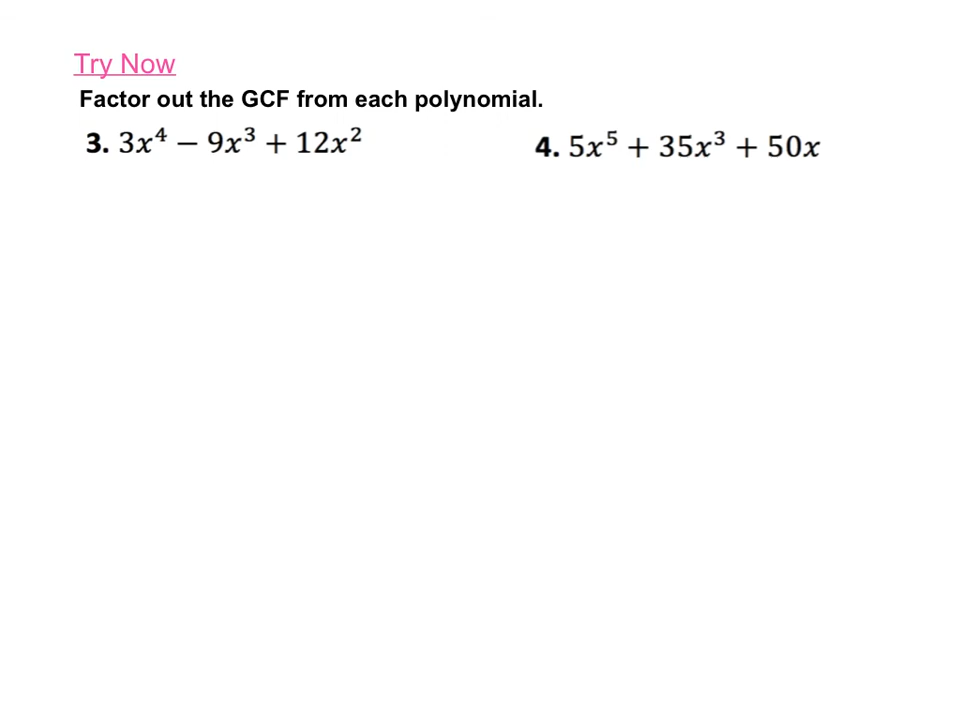 Try Now
Factor out the GCF from each polynomial.
3. 3x⁴ − 9x³ + 12x²
4. 5x⁵ + 35x³ + 50x